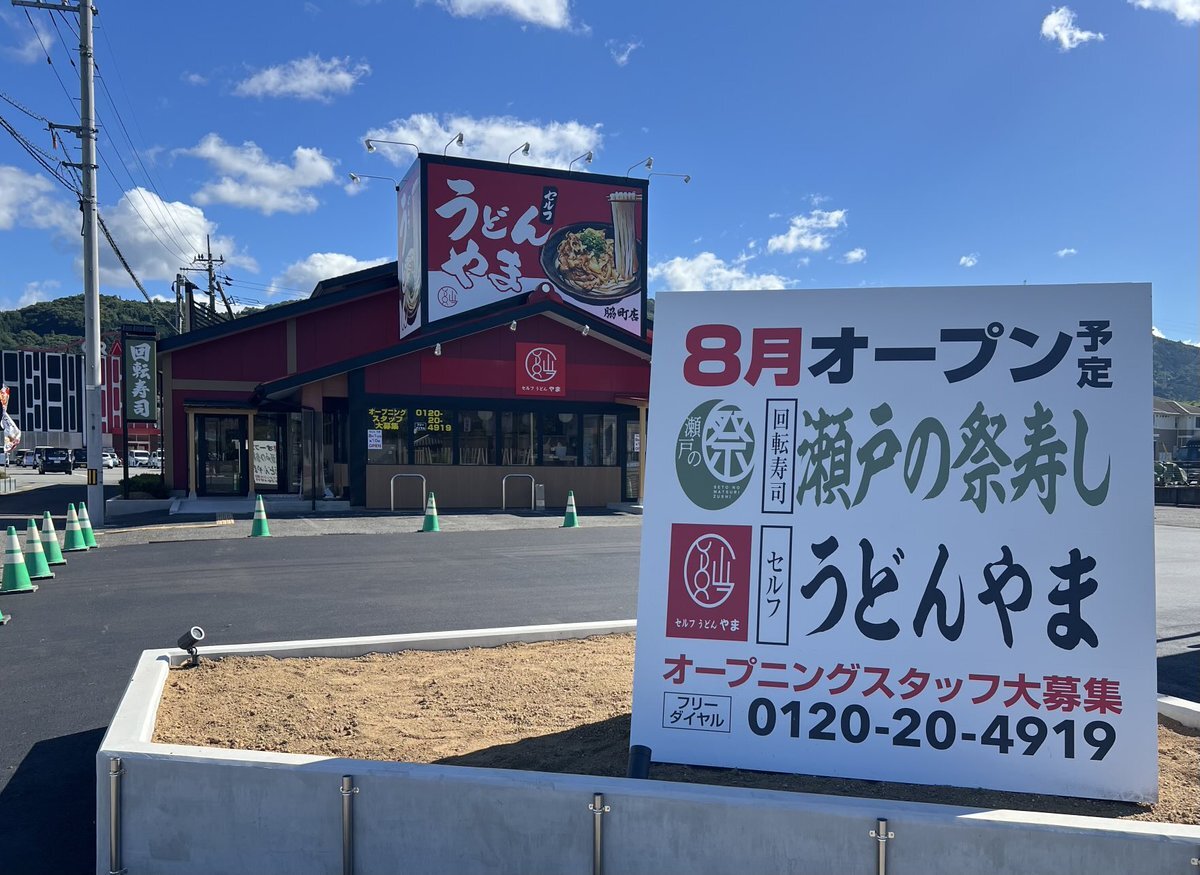 セルフ
うどん
やま
脇町店
セルフ うどん やま
回転寿司
オープニング
スタッフ
0120-
20-
4919
8月オープン予定
瀬戸の
祭
SETO NO
MATSURI
ZUSHI
回転寿司
瀬戸の祭寿し
セルフ うどん やま
セルフ
うどんやま
オープニングスタッフ大募集
フリー
ダイヤル
0120-20-4919